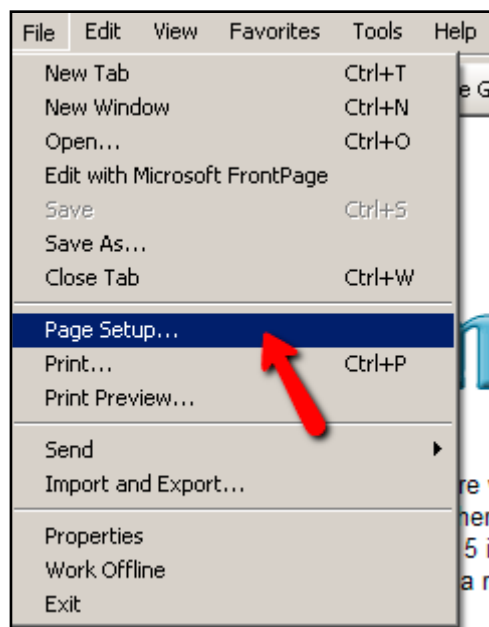 File Edit View Favorites Tools Help
New Tab Ctrl+T
New Window Ctrl+N
Open... Ctrl+O
Edit with Microsoft FrontPage
Save Ctrl+S
Save As...
Close Tab Ctrl+W
Page Setup...
Print... Ctrl+P
Print Preview...
Send
Import and Export...
Properties
Work Offline
Exit